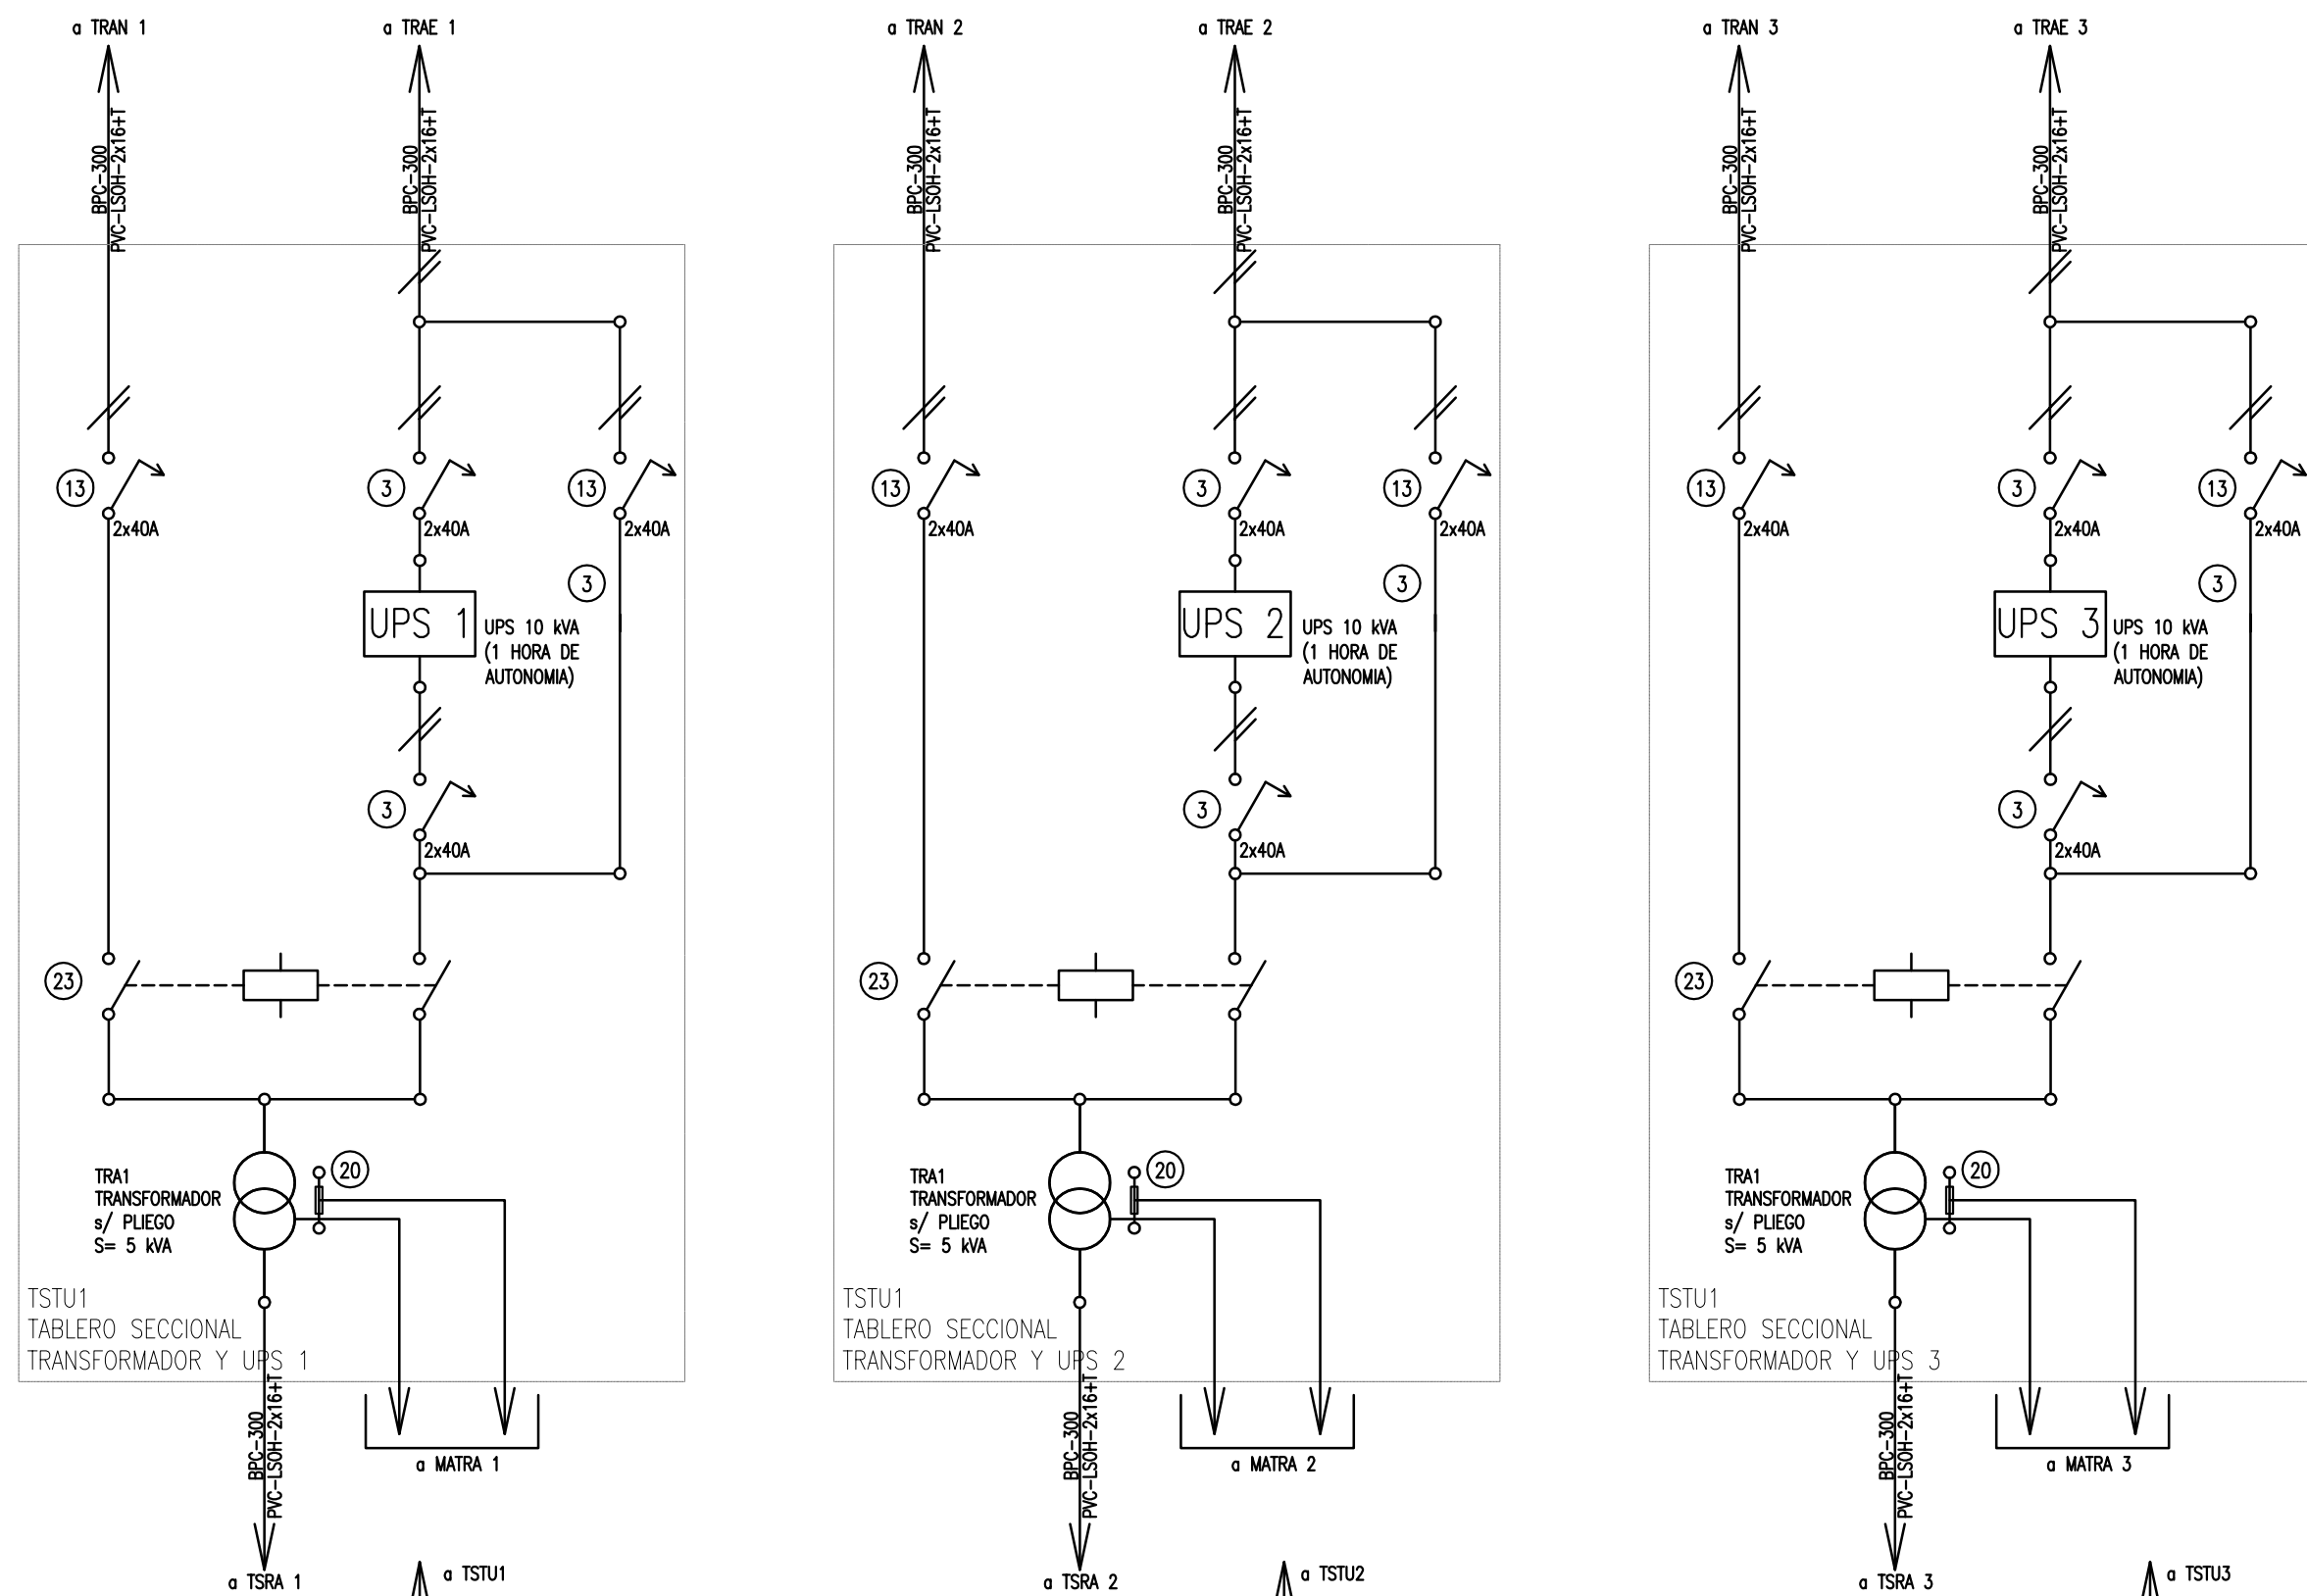 a TRAN 1
a TRAE 1
BPC-300
PVC-LSOH-2x16+T
BPC-300
PVC-LSOH-2x16+T
13
2x40A
3
2x40A
13
2x40A
3
UPS 1
UPS 10 kVA
(1 HORA DE
AUTONOMIA)
3
2x40A
23
TRA1
TRANSFORMADOR
s/ PLIEGO
S= 5 kVA
20
TSTU1
TABLERO SECCIONAL
TRANSFORMADOR Y UPS 1
BPC-300
PVC-LSOH-2x16+T
a MATRA 1
a TSRA 1
a TSTU1
a TRAN 2
a TRAE 2
BPC-300
PVC-LSOH-2x16+T
BPC-300
PVC-LSOH-2x16+T
13
2x40A
3
2x40A
13
2x40A
3
UPS 2
UPS 10 kVA
(1 HORA DE
AUTONOMIA)
3
2x40A
23
TRA1
TRANSFORMADOR
s/ PLIEGO
S= 5 kVA
20
TSTU1
TABLERO SECCIONAL
TRANSFORMADOR Y UPS 2
BPC-300
PVC-LSOH-2x16+T
a MATRA 2
a TSRA 2
a TSTU2
a TRAN 3
a TRAE 3
BPC-300
PVC-LSOH-2x16+T
BPC-300
PVC-LSOH-2x16+T
13
2x40A
3
2x40A
13
2x40A
3
UPS 3
UPS 10 kVA
(1 HORA DE
AUTONOMIA)
3
2x40A
23
TRA1
TRANSFORMADOR
s/ PLIEGO
S= 5 kVA
20
TSTU1
TABLERO SECCIONAL
TRANSFORMADOR Y UPS 3
BPC-300
PVC-LSOH-2x16+T
a MATRA 3
a TSRA 3
a TSTU3